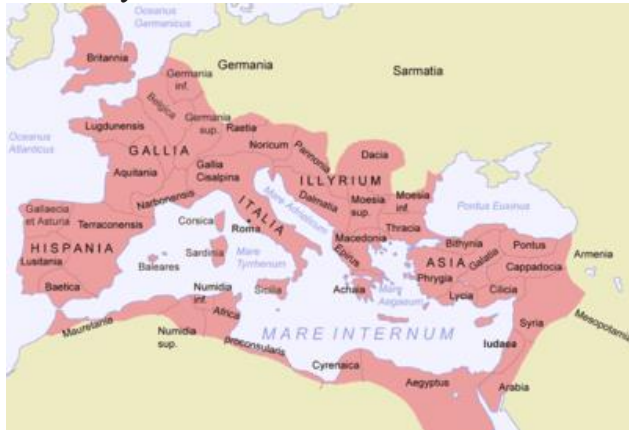 Oceanus
Germanicus
Britannia
Germania
inf.
Germania
Sarmatia
Belgica
Oceanus
Atlanticus
Lugdunensis
Germania
sup.
Raetia
Noricum
Pannonia
Dacia
GALLIA
Gallia
Cisalpina
Aquitania
ILLYRIUM
Narbonensis
Dalmatia
Moesia
sup.
Moesia
inf.
Pontus Euxinus
Mare Adriaticum
ITALIA
Gallaecia
et Asturia
Terraconensis
Corsica
Roma
Thracia
Macedonia
Bithynia
Pontus
Armenia
HISPANIA
Sardinia
Mare
Tyrrhenum
Epirus
ASIA
Galatia
Cappadocia
Lusitania
Baleares
Phrygia
Baetica
Numidia
inf.
Sicilia
Achaia
Mare
Aegaeum
Lycia
Cilicia
Mesopotamia
Mauretania
Africa
proconsularis
Numidia
sup.
MARE INTERNUM
Syria
Iudaea
Cyrenaica
Aegyptus
Arabia